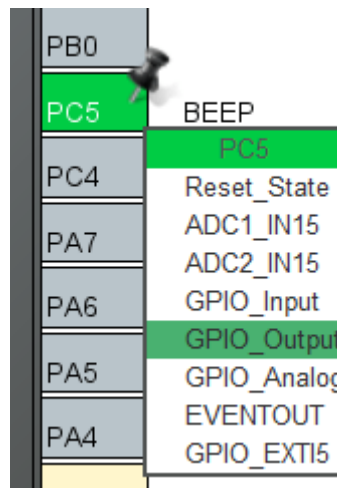 PB0
PC5 BEEP
PC5
PC4
Reset_State
ADC1_IN15
PA7
ADC2_IN15
PA6
GPIO_Input
GPIO_Output
PA5
GPIO_Analog
EVENTOUT
PA4
GPIO_EXTI5